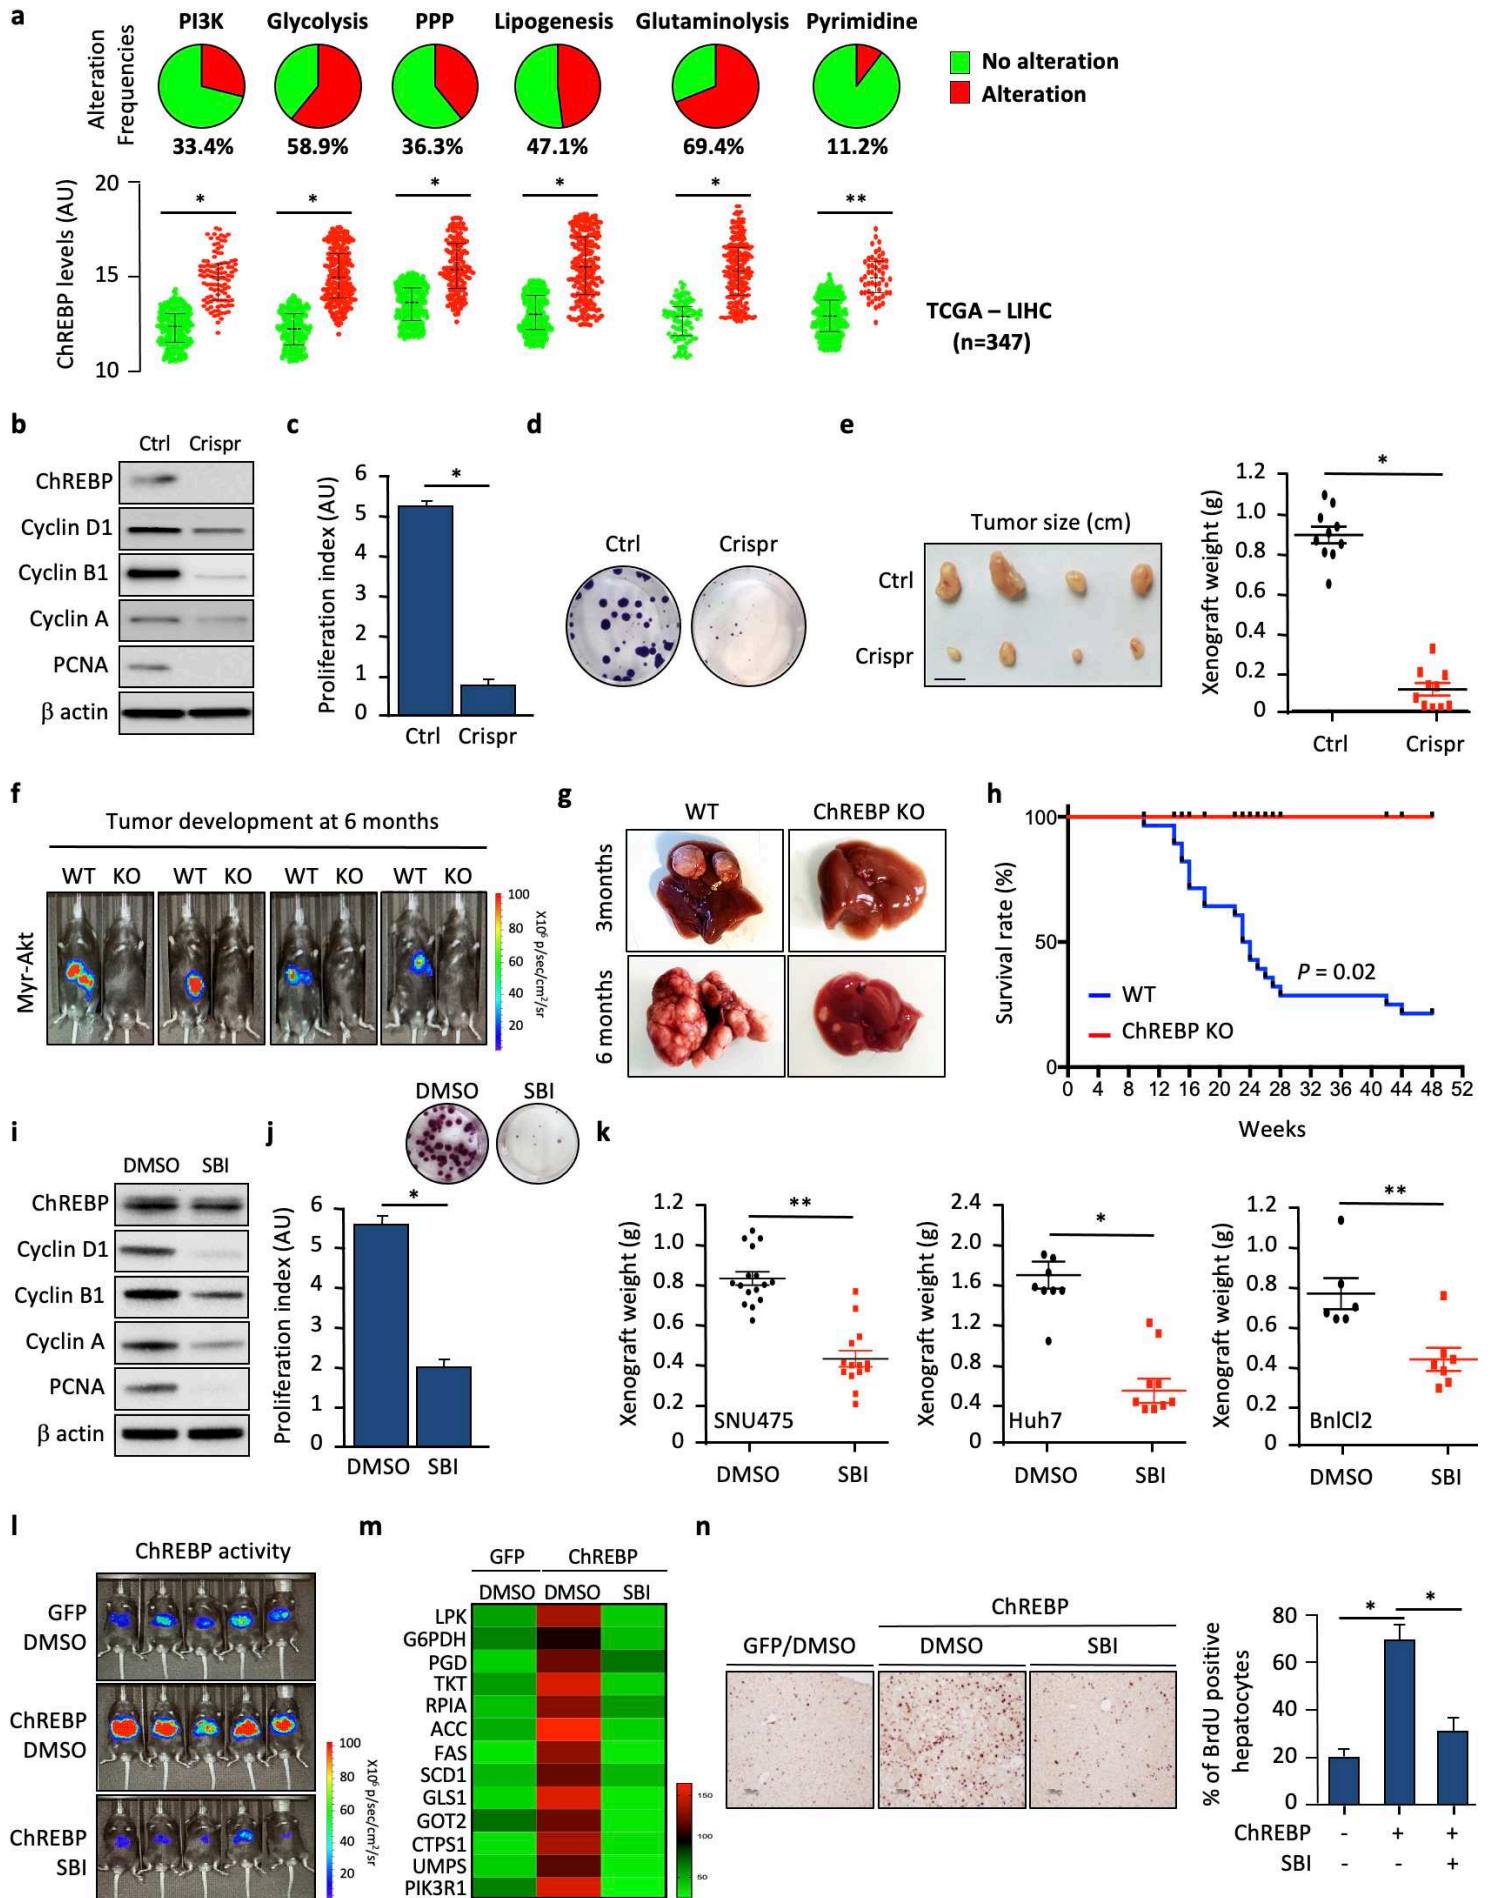 a
PI3K Glycolysis PPP Lipogenesis Glutaminolysis Pyrimidine
Alteration
Frequencies
No alteration
Alteration
33.4% 58.9% 36.3% 47.1% 69.4% 11.2%
ChREBP levels (AU)
20
15
10
* * * * * **
TCGA – LIHC
(n=347)
b
Ctrl Crispr
ChREBP
Cyclin D1
Cyclin B1
Cyclin A
PCNA
β actin
c
Proliferation index (AU)
6
5
4
3
2
1
0
*
Ctrl Crispr
d
Ctrl Crispr
e
Tumor size (cm)
Ctrl
Crispr
Xenograft weight (g)
1.2
1.0
0.8
0.6
0.4
0.2
0
*
Ctrl Crispr
f
Tumor development at 6 months
WT KO WT KO WT KO WT KO
Myr-Akt
100
80
60
40
20
X10⁶ p/sec/cm²/sr
g
WT ChREBP KO
3months
6 months
h
Survival rate (%)
100
50
0
P = 0.02
WT
ChREBP KO
0 4 8 12 16 20 24 28 32 36 40 44 48 52
Weeks
i
DMSO SBI
ChREBP
Cyclin D1
Cyclin B1
Cyclin A
PCNA
β actin
j
DMSO SBI
Proliferation index (AU)
6
5
4
3
2
1
0
*
DMSO SBI
k
Xenograft weight (g)
1.2
1.0
0.8
0.6
0.4
0.2
0
**
SNU475
DMSO SBI
Xenograft weight (g)
2.4
2.0
1.6
1.2
0.8
0.4
0
*
Huh7
DMSO SBI
Xenograft weight (g)
1.2
1.0
0.8
0.6
0.4
0.2
0
**
BnlCl2
DMSO SBI
l
ChREBP activity
GFP
DMSO
ChREBP
DMSO
ChREBP
SBI
100
80
60
40
20
X10⁶ p/sec/cm²/sr
m
GFP ChREBP
DMSO DMSO SBI
LPK
G6PDH
PGD
TKT
RPIA
ACC
FAS
SCD1
GLS1
GOT2
CTPS1
UMPS
PIK3R1
150
100
50
n
ChREBP
GFP/DMSO DMSO SBI
% of BrdU positive
hepatocytes
80
60
40
20
0
* *
ChREBP - + +
SBI - - +